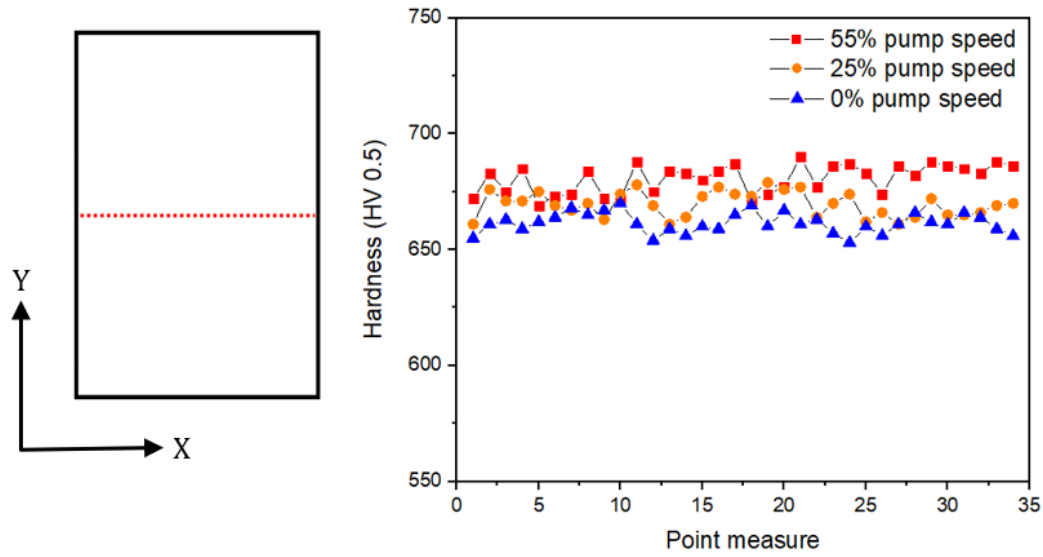 Y
X
Hardness (HV 0.5)
750
700
650
600
550
55% pump speed
25% pump speed
0% pump speed
0 5 10 15 20 25 30 35
Point measure